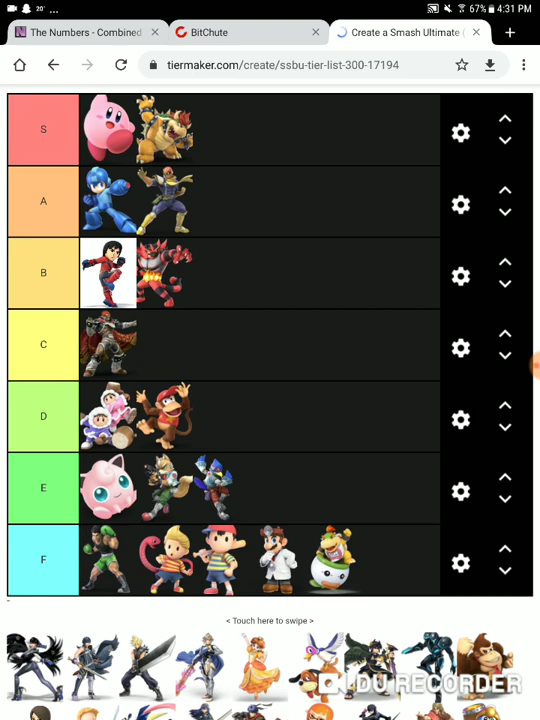 20° ...
67% 4:31 PM
The Numbers - Combined
BitChute
Create a Smash Ultimate (
tiermaker.com/create/ssbu-tier-list-300-17194
S
A
B
C
D
E
F
< Touch here to swipe >
DU RECORDER